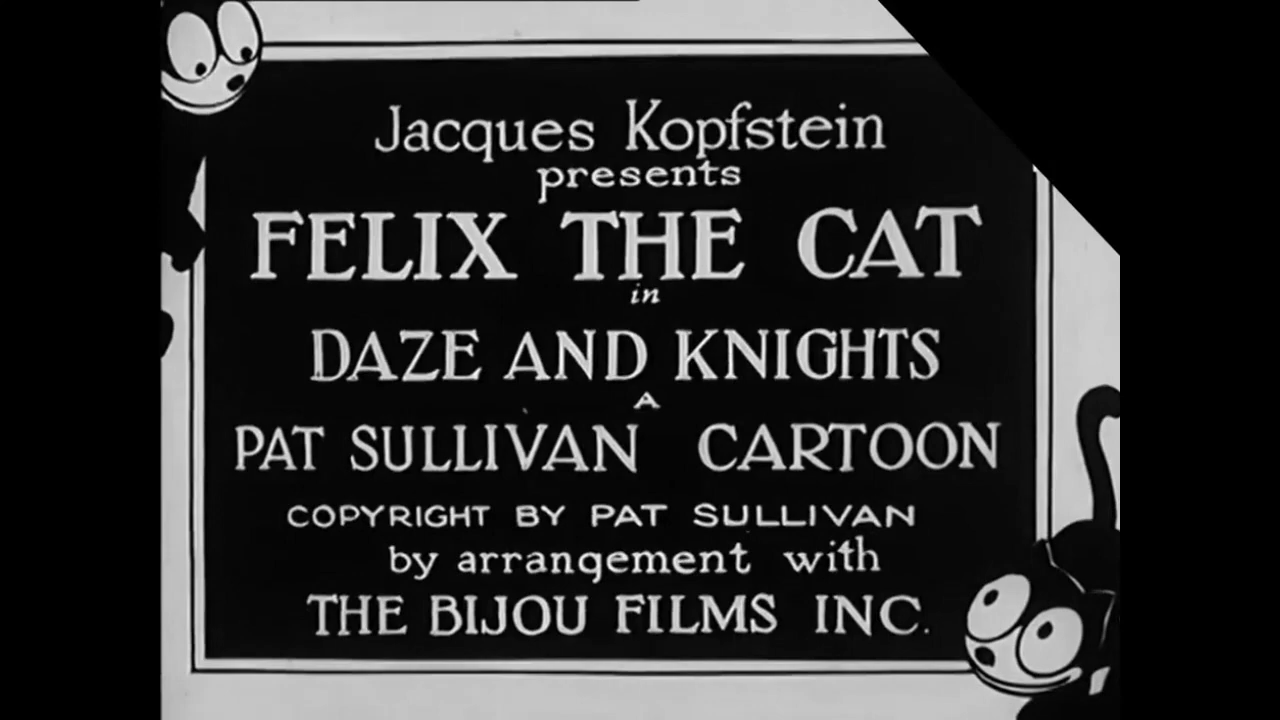 Jacques Kopfstein
presents
FELIX THE CAT
in
DAZE AND KNIGHTS
A
PAT SULLIVAN CARTOON
COPYRIGHT BY PAT SULLIVAN
by arrangement with
THE BIJOU FILMS INC.